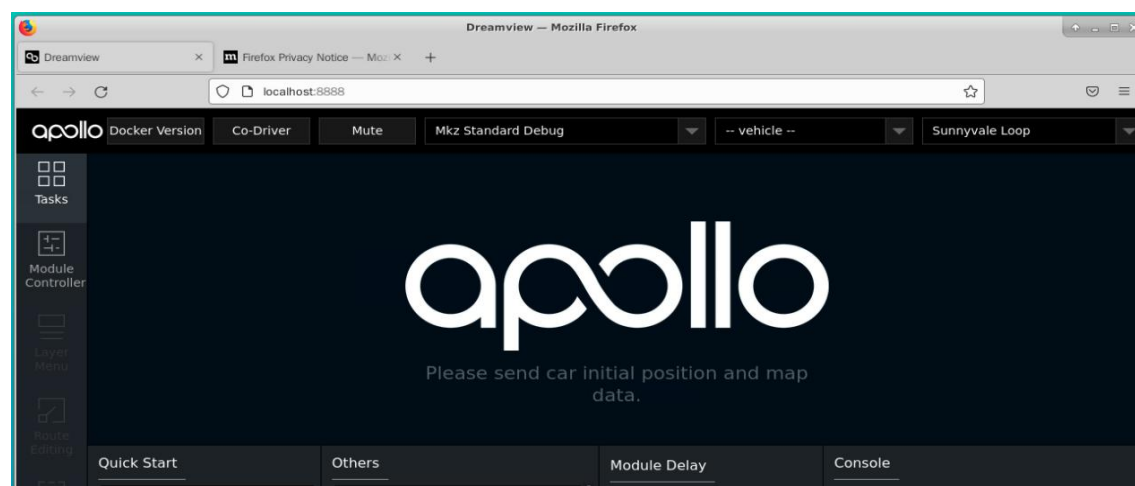 Dreamview — Mozilla Firefox
Dreamview
Firefox Privacy Notice — Moz
localhost:8888
apollo Docker Version Co-Driver Mute Mkz Standard Debug -- vehicle -- Sunnyvale Loop
Tasks
Module
Controller
Layer
Menu
Route
Editing
apollo
Please send car initial position and map
data.
Quick Start Others Module Delay Console